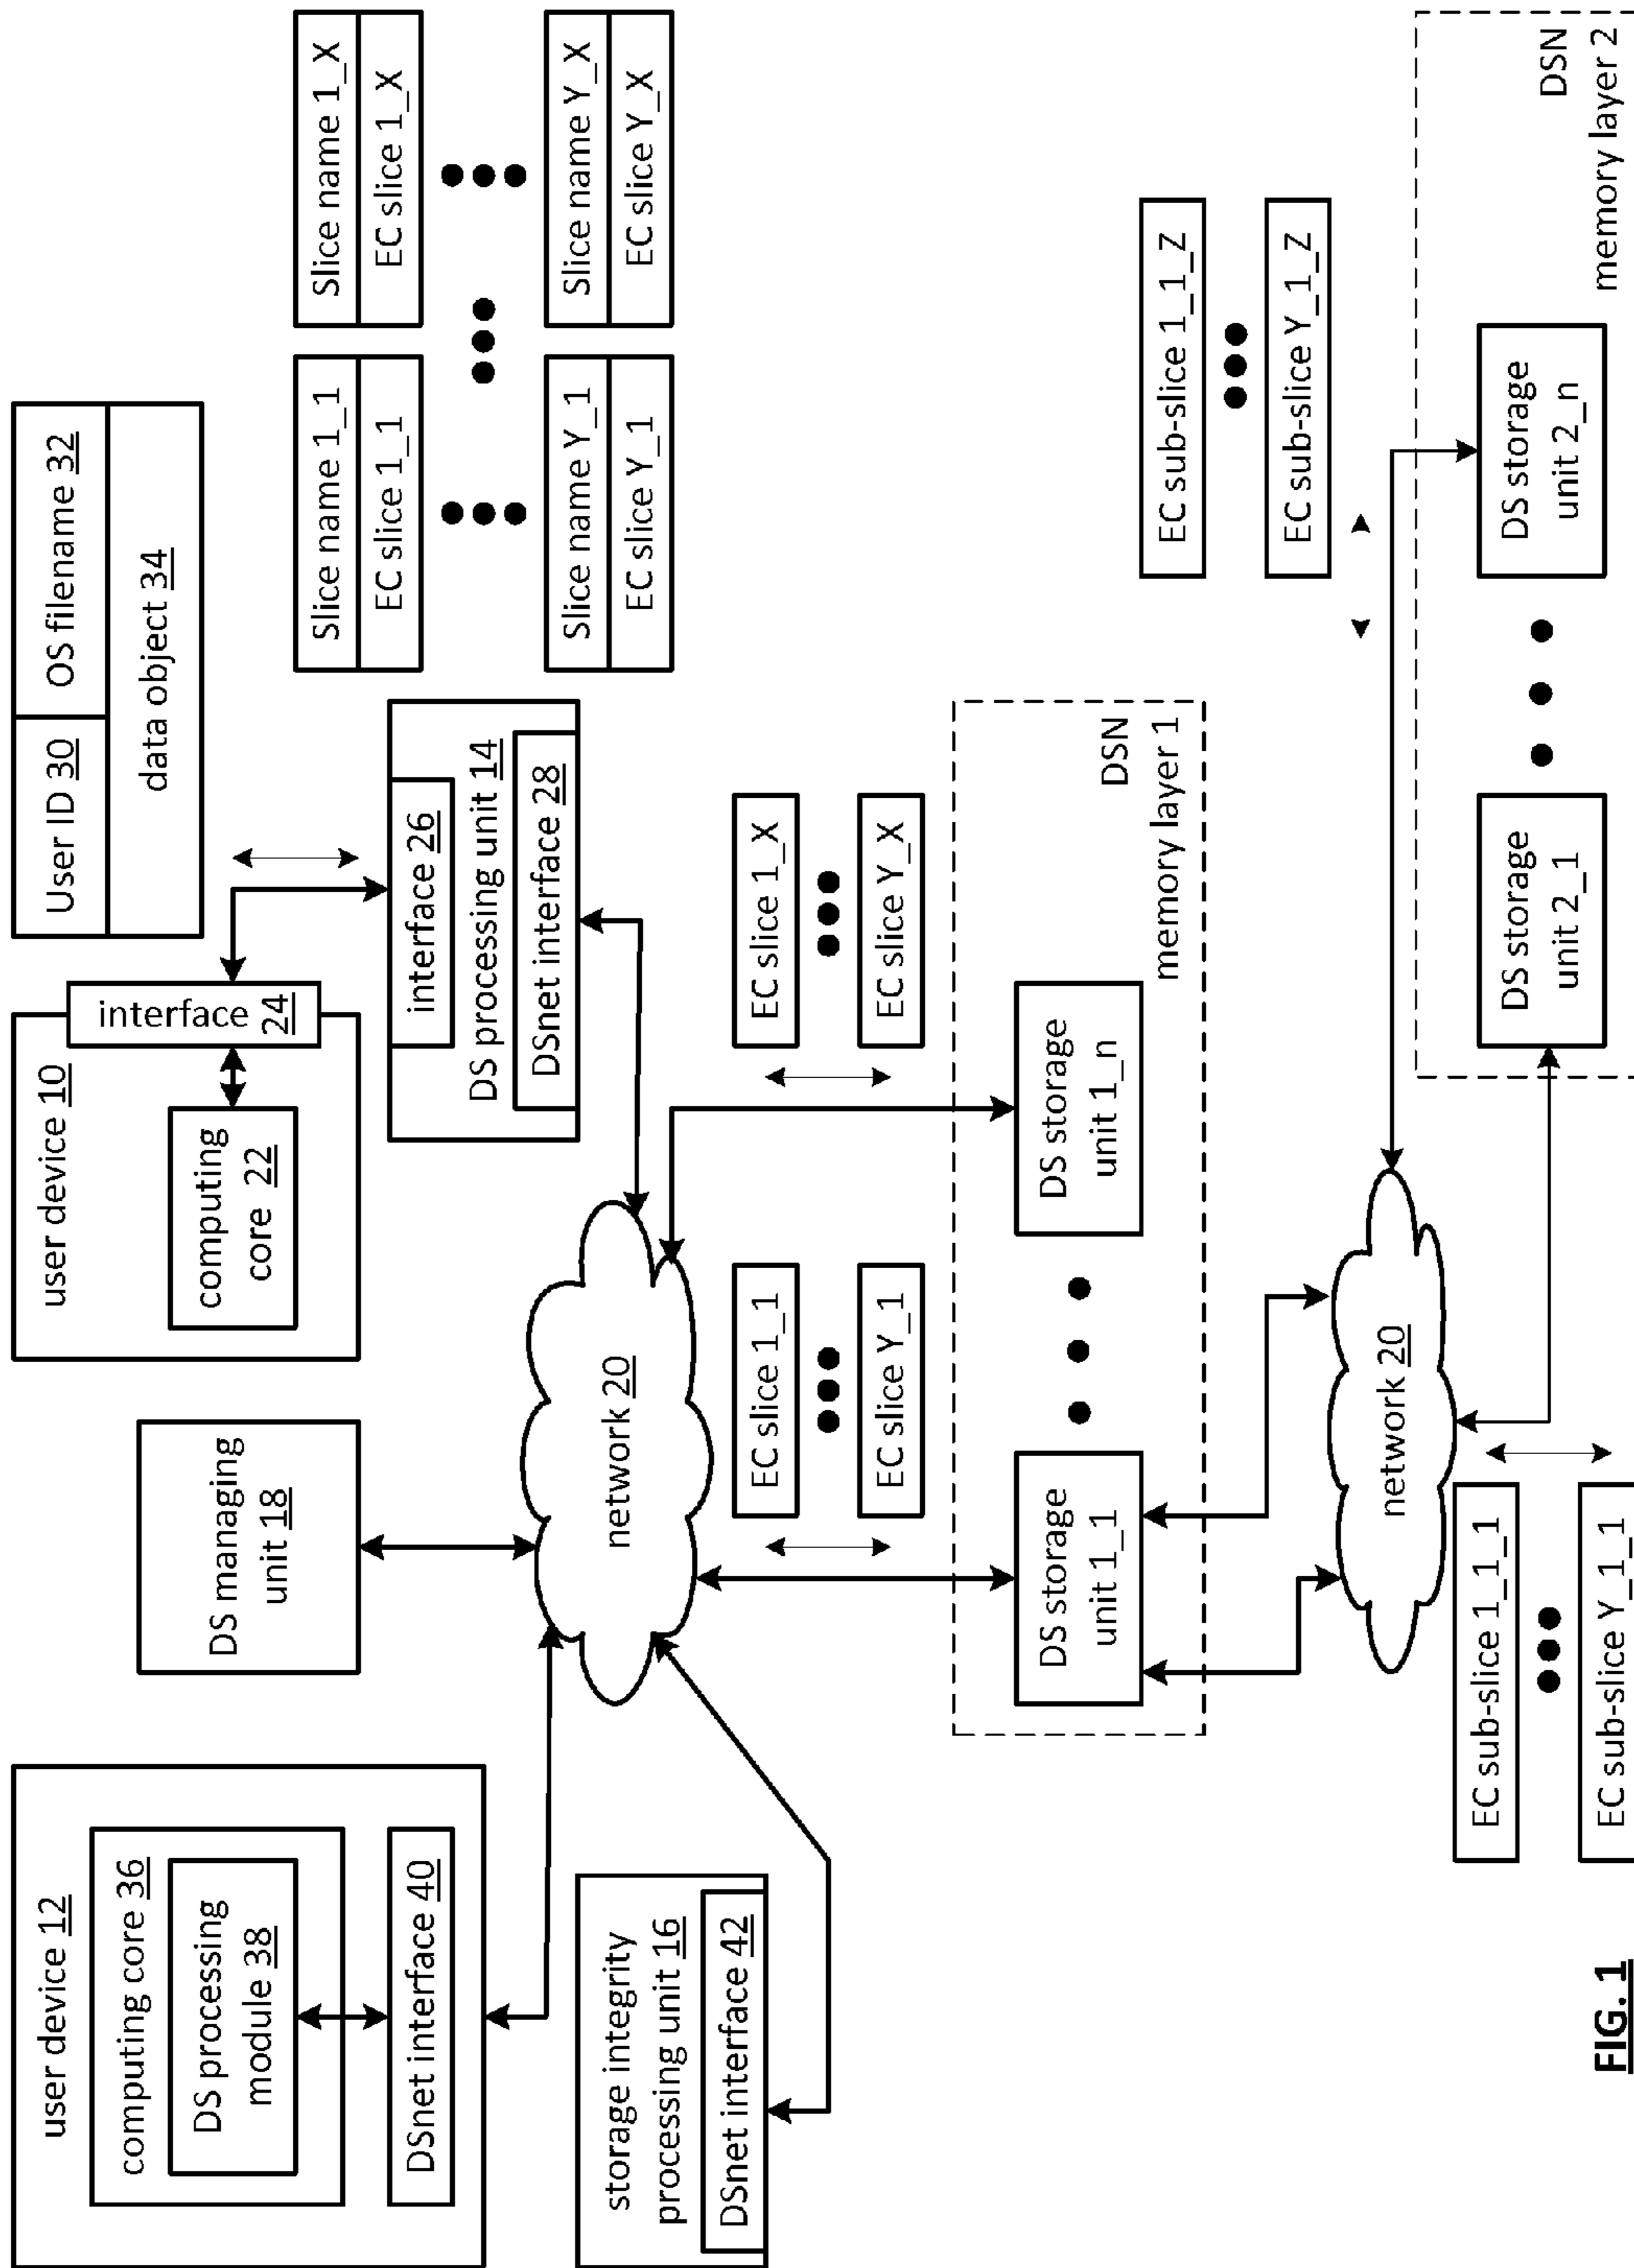 user device 12
computing core 36
DS processing
module 38
DSnet interface 40
DS managing
unit 18
user device 10
computing
core 22
interface
24
User ID 30
OS filename 32
data object 34
interface 26
DS processing unit 14
DSnet interface 28
Slice name 1_1
EC slice 1_1
Slice name Y_1
EC slice Y_1
Slice name 1_X
EC slice 1_X
Slice name Y_X
EC slice Y_X
storage integrity
processing unit 16
DSnet interface 42
network 20
EC slice 1_1
EC slice Y_1
EC slice 1_X
EC slice Y_X
DS storage
unit 1_1
DS storage
unit 1_n
DSN
memory layer 1
network 20
EC sub-slice 1_1_1
EC sub-slice Y_1_1
EC sub-slice 1_1_Z
EC sub-slice Y_1_Z
DS storage
unit 2_1
DS storage
unit 2_n
DSN
memory layer 2
FIG. 1